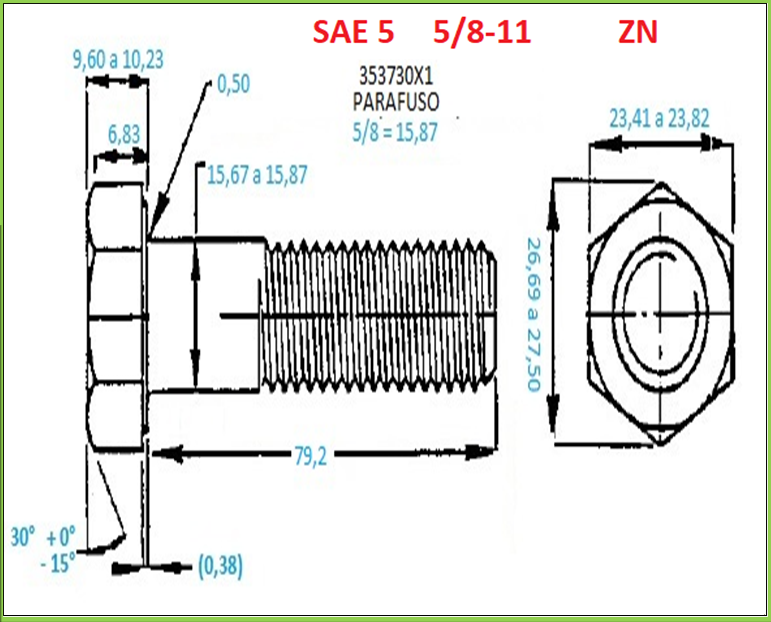 SAE 5 5/8-11 ZN
353730X1
PARAFUSO
5/8 = 15,87
9,60 a 10,23
0,50
6,83
15,67 a 15,87
23,41 a 23,82
26,69 a 27,50
79,2
30° + 0°
- 15°
(0,38)